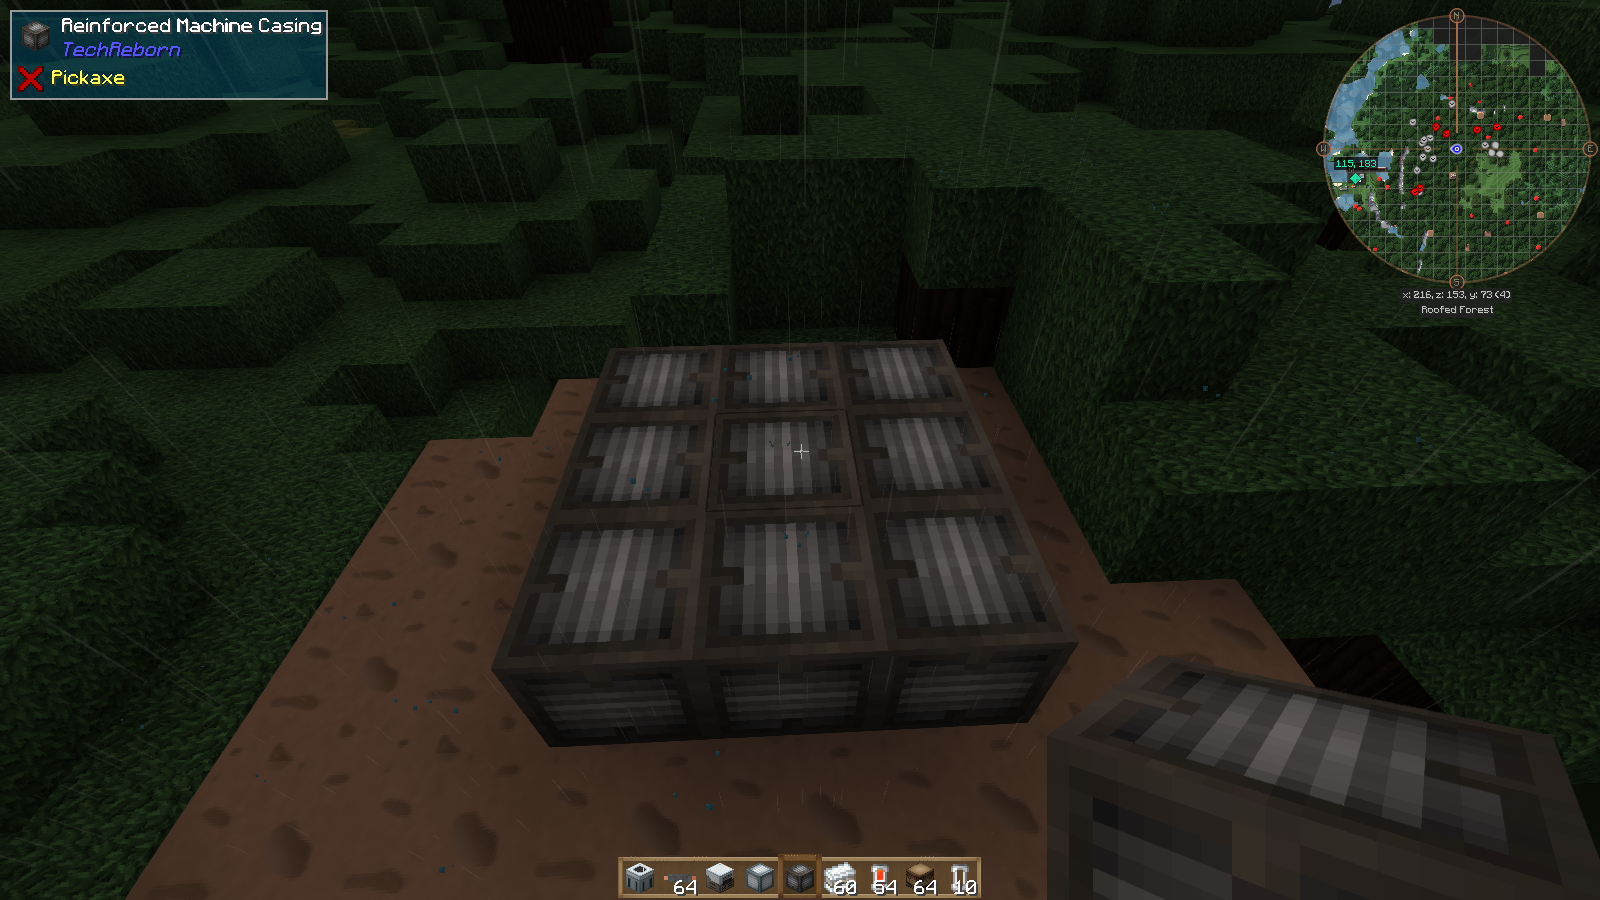 Reinforced Machine Casing
TechReborn
Pickaxe
N
W
E
115, 183
S
x: 216, z: 153, y: 73 (4)
Roofed Forest
64
60
64
64
10